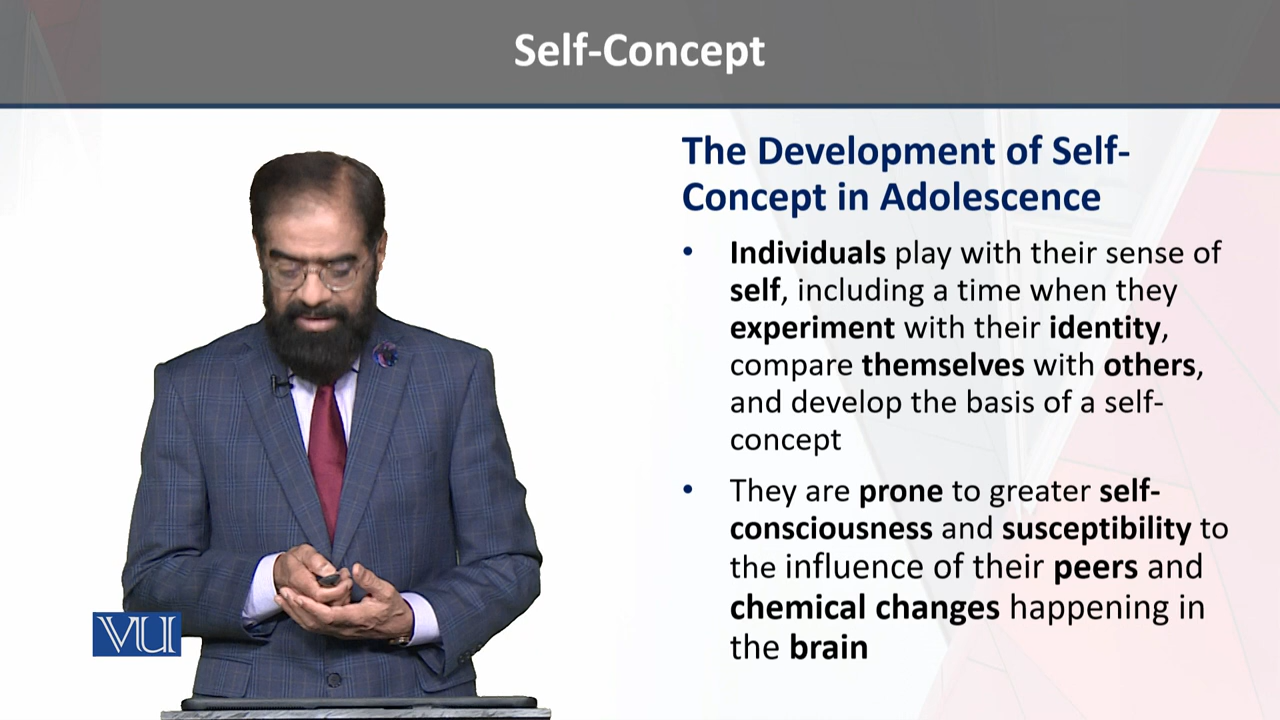 Self-Concept
The Development of Self-
Concept in Adolescence
• Individuals play with their sense of
self, including a time when they
experiment with their identity,
compare themselves with others,
and develop the basis of a self-
concept
• They are prone to greater self-
consciousness and susceptibility to
the influence of their peers and
chemical changes happening in
the brain
VU